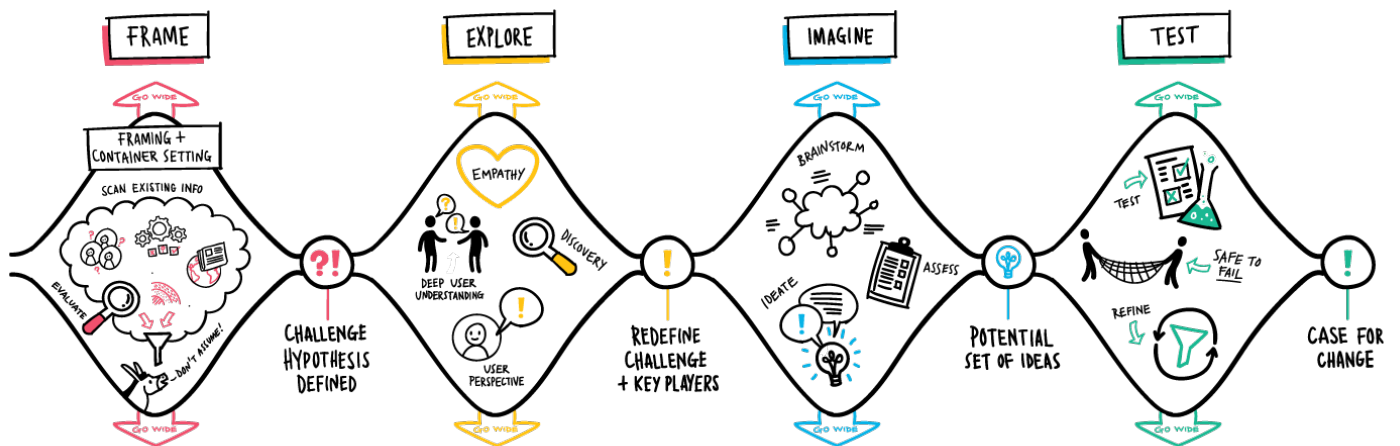 FRAME
GO WIDE
FRAMING +
CONTAINER SETTING
SCAN EXISTING INFO
? ?
?
?
EVALUATE
DON'T ASSUME!
GO WIDE
?!
CHALLENGE
HYPOTHESIS
DEFINED
EXPLORE
GO WIDE
EMPATHY
?
!
DEEP USER
UNDERSTANDING
DISCOVERY
!
USER
PERSPECTIVE
GO WIDE
!
REDEFINE
CHALLENGE
+ KEY PLAYERS
IMAGINE
GO WIDE
BRAINSTORM
ASSESS
IDEATE
!
GO WIDE
POTENTIAL
SET OF IDEAS
TEST
GO WIDE
TEST
SAFE TO
FAIL
REFINE
GO WIDE
!
CASE FOR
CHANGE